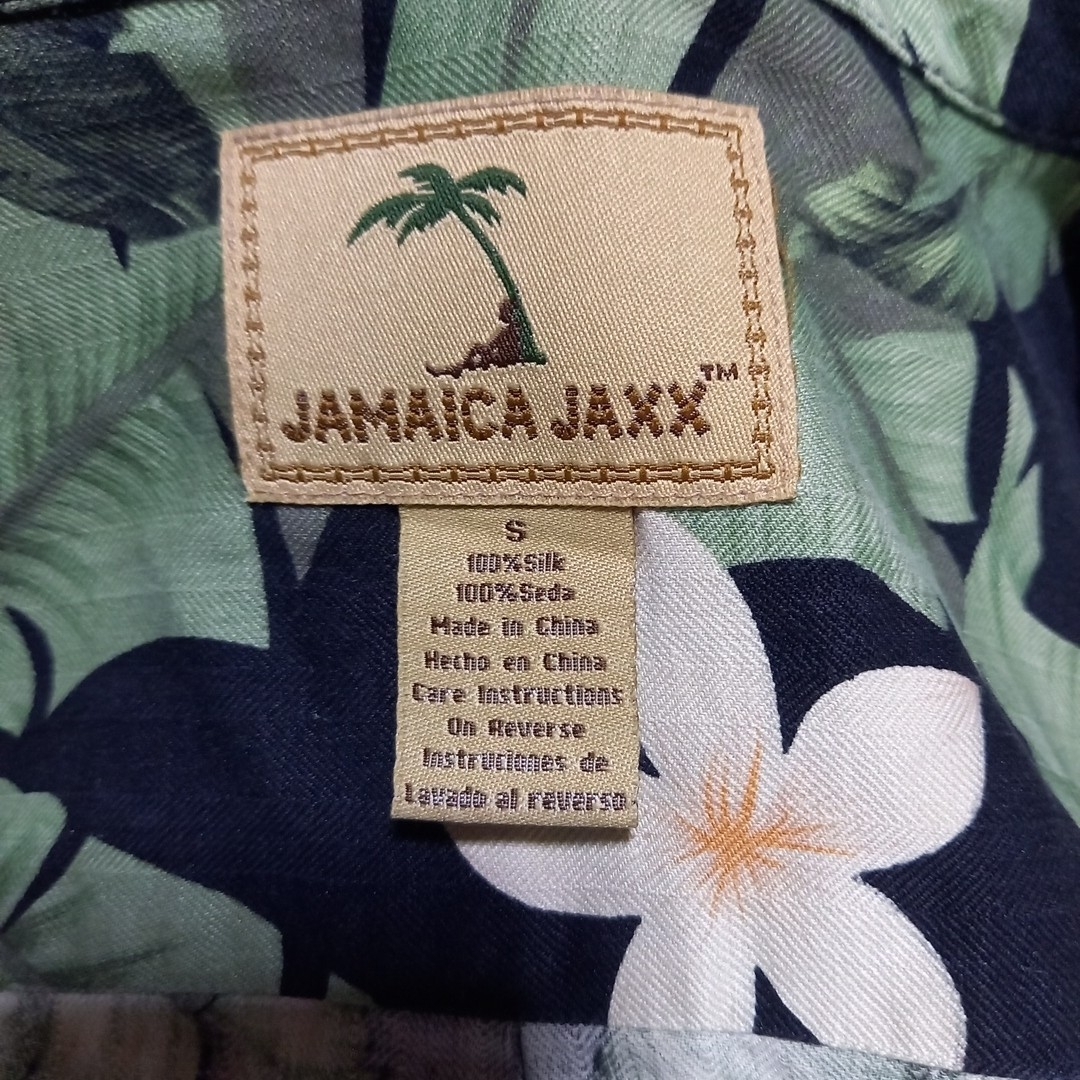 JAMAICA JAXX™
S
100% Silk
100% Seda
Made in China
Hecho en China
Care Instructions
On Reverse
Instruciones de
Lavado al reverso